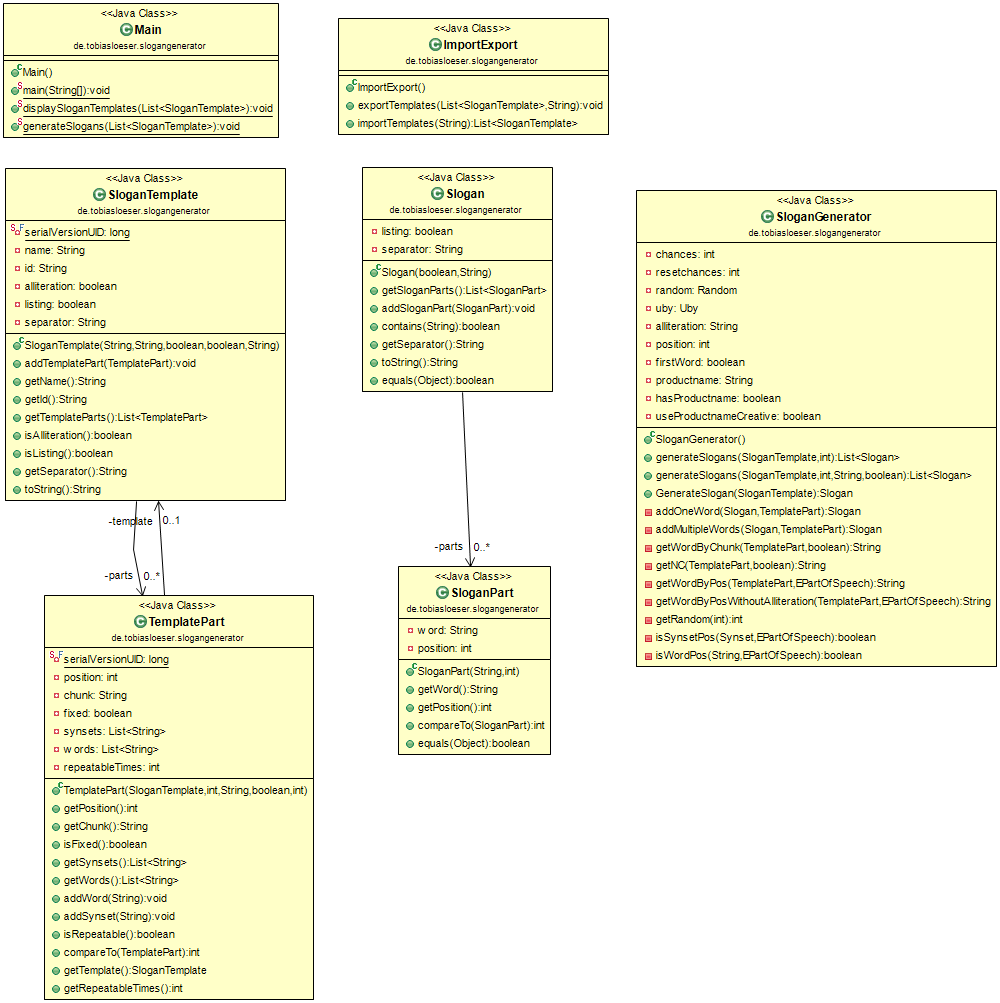 <<Java Class>>
Main
de.tobiasloeser.slogangenerator
Main()
main(String[]):void
displaySloganTemplates(List<SloganTemplate>):void
generateSlogans(List<SloganTemplate>):void
<<Java Class>>
ImportExport
de.tobiasloeser.slogangenerator
ImportExport()
exportTemplates(List<SloganTemplate>,String):void
importTemplates(String):List<SloganTemplate>
<<Java Class>>
SloganTemplate
de.tobiasloeser.slogangenerator
serialVersionUID: long
name: String
id: String
alliteration: boolean
listing: boolean
separator: String
SloganTemplate(String,String,boolean,boolean,String)
addTemplatePart(TemplatePart):void
getName():String
getId():String
getTemplateParts():List<TemplatePart>
isAlliteration():boolean
isListing():boolean
getSeparator():String
toString():String
<<Java Class>>
Slogan
de.tobiasloeser.slogangenerator
listing: boolean
separator: String
Slogan(boolean,String)
getSloganParts():List<SloganPart>
addSloganPart(SloganPart):void
contains(String):boolean
getSeparator():String
toString():String
equals(Object):boolean
<<Java Class>>
SloganGenerator
de.tobiasloeser.slogangenerator
chances: int
resetchances: int
random: Random
uby: Uby
alliteration: String
position: int
firstWord: boolean
productname: String
hasProductname: boolean
useProductnameCreative: boolean
SloganGenerator()
generateSlogans(SloganTemplate,int):List<Slogan>
generateSlogans(SloganTemplate,int,String,boolean):List<Slogan>
GenerateSlogan(SloganTemplate):Slogan
addOneWord(Slogan,TemplatePart):Slogan
addMultipleWords(Slogan,TemplatePart):Slogan
getWordByChunk(TemplatePart,boolean):String
getNC(TemplatePart,boolean):String
getWordByPos(TemplatePart,EPartOfSpeech):String
getWordByPosWithoutAlliteration(TemplatePart,EPartOfSpeech):String
getRandom(int):int
isSynsetPos(Synset,EPartOfSpeech):boolean
isWordPos(String,EPartOfSpeech):boolean
-template 0..1
-parts 0..*
-parts 0..*
<<Java Class>>
TemplatePart
de.tobiasloeser.slogangenerator
serialVersionUID: long
position: int
chunk: String
fixed: boolean
synsets: List<String>
words: List<String>
repeatableTimes: int
TemplatePart(SloganTemplate,int,String,boolean,int)
getPosition():int
getChunk():String
isFixed():boolean
getSynsets():List<String>
getWords():List<String>
addWord(String):void
addSynset(String):void
isRepeatable():boolean
compareTo(TemplatePart):int
getTemplate():SloganTemplate
getRepeatableTimes():int
<<Java Class>>
SloganPart
de.tobiasloeser.slogangenerator
word: String
position: int
SloganPart(String,int)
getWord():String
getPosition():int
compareTo(SloganPart):int
equals(Object):boolean